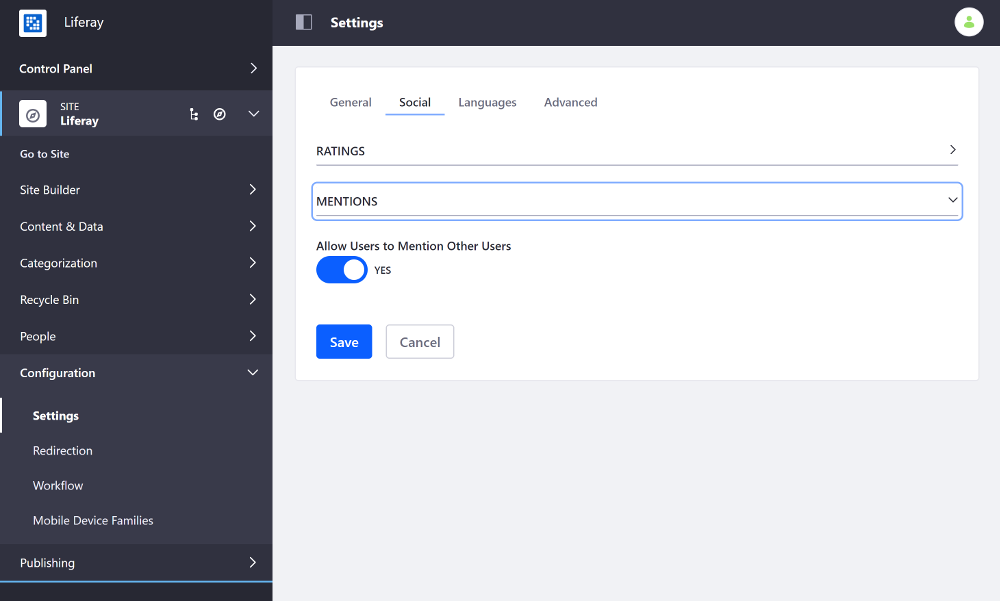 Liferay
Control Panel
SITE
Liferay
Go to Site
Site Builder
Content & Data
Categorization
Recycle Bin
People
Configuration
Settings
Redirection
Workflow
Mobile Device Families
Publishing
Settings
General Social Languages Advanced
RATINGS
MENTIONS
Allow Users to Mention Other Users
YES
Save Cancel